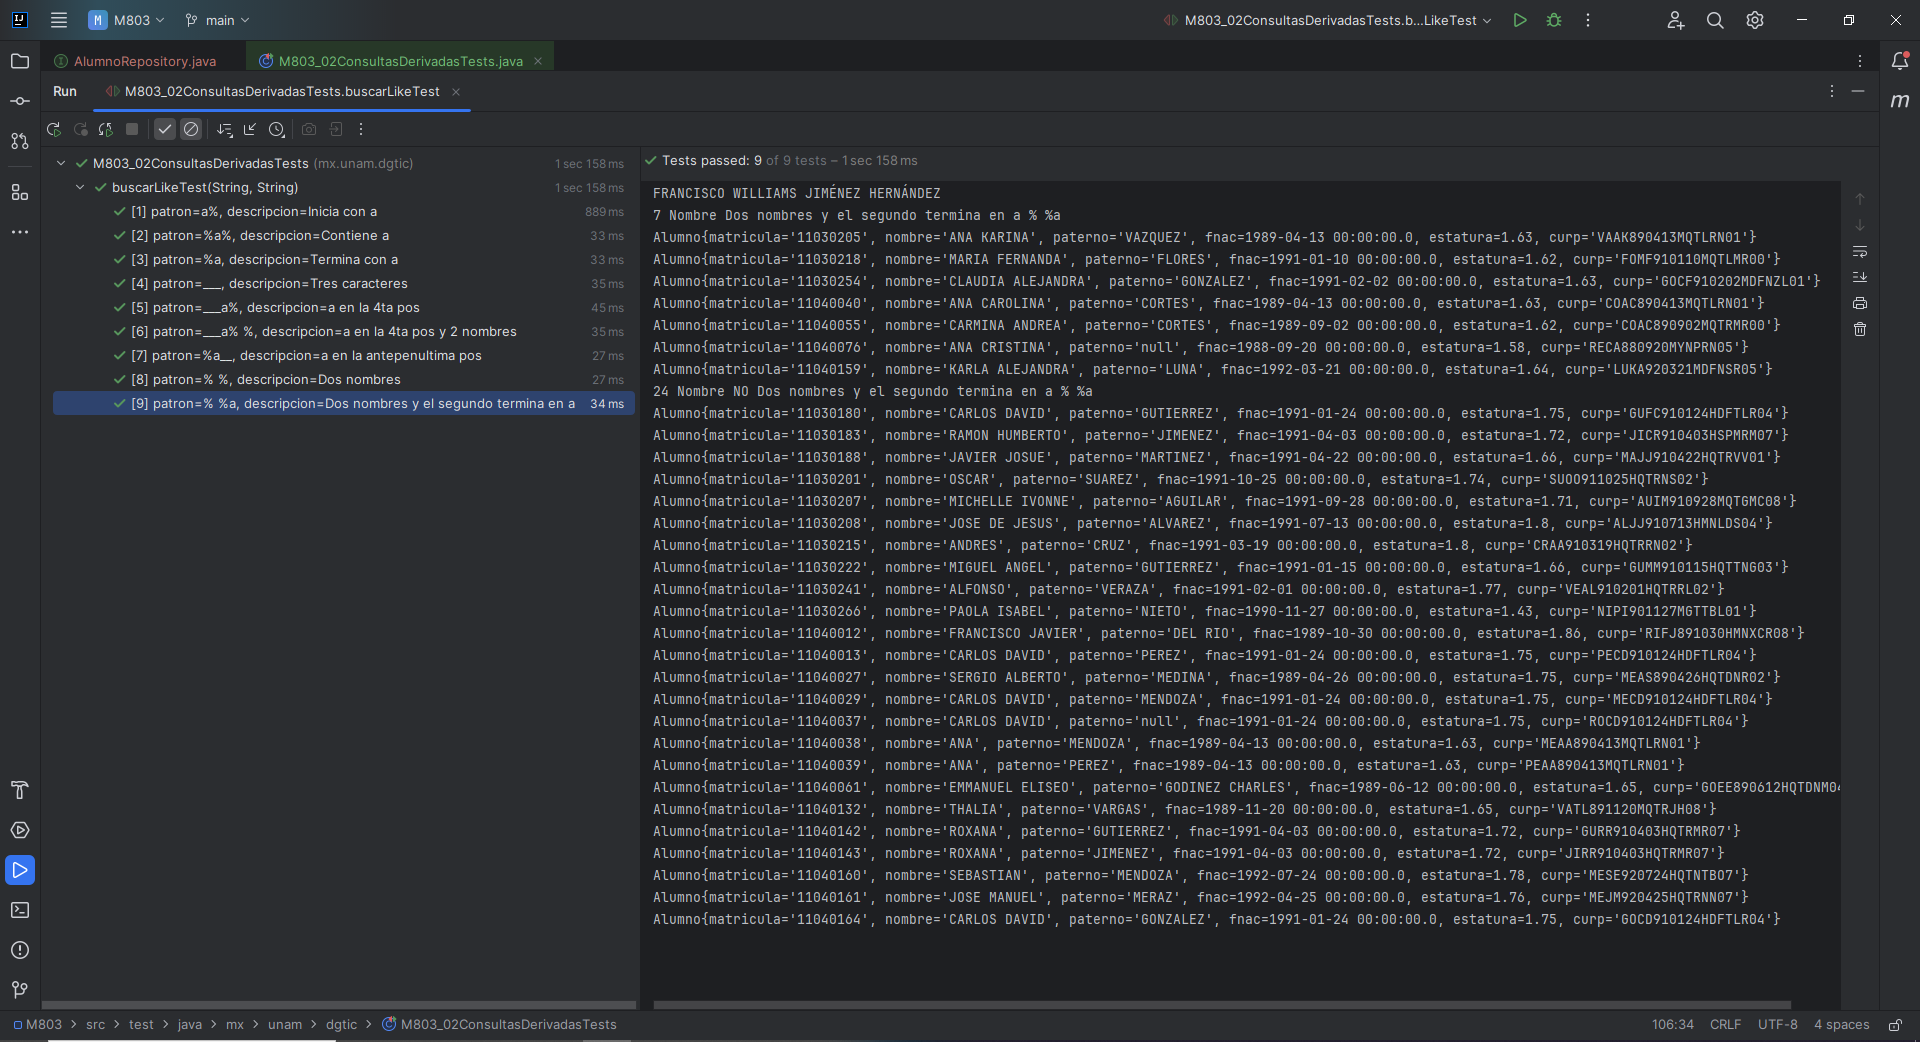 M803 main M803_02ConsultasDerivadasTests.b...LikeTest
AlumnoRepository.java M803_02ConsultasDerivadasTests.java
Run M803_02ConsultasDerivadasTests.buscarLikeTest
M803_02ConsultasDerivadasTests (mx.unam.dgtic) 1 sec 158 ms
buscarLikeTest(String, String) 1 sec 158 ms
[1] patron=a%, descripcion=Inicia con a 889 ms
[2] patron=%a%, descripcion=Contiene a 33 ms
[3] patron=%a, descripcion=Termina con a 33 ms
[4] patron=___, descripcion=Tres caracteres 35 ms
[5] patron=___a%, descripcion=a en la 4ta pos 45 ms
[6] patron=___a% %, descripcion=a en la 4ta pos y 2 nombres 35 ms
[7] patron=%a__, descripcion=a en la antepenultima pos 27 ms
[8] patron=% %, descripcion=Dos nombres 27 ms
[9] patron=% %a, descripcion=Dos nombres y el segundo termina en a 34 ms
Tests passed: 9 of 9 tests – 1 sec 158 ms
FRANCISCO WILLIAMS JIMÉNEZ HERNÁNDEZ
7 Nombre Dos nombres y el segundo termina en a % %a
Alumno{matricula='11030205', nombre='ANA KARINA', paterno='VAZQUEZ', fnac=1989-04-13 00:00:00.0, estatura=1.63, curp='VAAK890413MQTLRN01'}
Alumno{matricula='11030218', nombre='MARIA FERNANDA', paterno='FLORES', fnac=1991-01-10 00:00:00.0, estatura=1.62, curp='FOMF910110MQTLMR00'}
Alumno{matricula='11030254', nombre='CLAUDIA ALEJANDRA', paterno='GONZALEZ', fnac=1991-02-02 00:00:00.0, estatura=1.63, curp='GOCF910202MDFNZL01'}
Alumno{matricula='11040040', nombre='ANA CAROLINA', paterno='CORTES', fnac=1989-04-13 00:00:00.0, estatura=1.63, curp='COAC890413MQTLRN01'}
Alumno{matricula='11040055', nombre='CARMINA ANDREA', paterno='CORTES', fnac=1989-09-02 00:00:00.0, estatura=1.62, curp='COAC890902MQTRMR00'}
Alumno{matricula='11040076', nombre='ANA CRISTINA', paterno='null', fnac=1988-09-20 00:00:00.0, estatura=1.58, curp='RECA880920MYNPRN05'}
Alumno{matricula='11040159', nombre='KARLA ALEJANDRA', paterno='LUNA', fnac=1992-03-21 00:00:00.0, estatura=1.64, curp='LUKA920321MDFNSR05'}
24 Nombre NO Dos nombres y el segundo termina en a % %a
Alumno{matricula='11030180', nombre='CARLOS DAVID', paterno='GUTIERREZ', fnac=1991-01-24 00:00:00.0, estatura=1.75, curp='GUFC910124HDFTLR04'}
Alumno{matricula='11030183', nombre='RAMON HUMBERTO', paterno='JIMENEZ', fnac=1991-04-03 00:00:00.0, estatura=1.72, curp='JICR910403HSPMRM07'}
Alumno{matricula='11030188', nombre='JAVIER JOSUE', paterno='MARTINEZ', fnac=1991-04-22 00:00:00.0, estatura=1.66, curp='MAJJ910422HQTRVV01'}
Alumno{matricula='11030201', nombre='OSCAR', paterno='SUAREZ', fnac=1991-10-25 00:00:00.0, estatura=1.74, curp='SUOO911025HQTRNS02'}
Alumno{matricula='11030207', nombre='MICHELLE IVONNE', paterno='AGUILAR', fnac=1991-09-28 00:00:00.0, estatura=1.71, curp='AUIM910928MQTGMC08'}
Alumno{matricula='11030208', nombre='JOSE DE JESUS', paterno='ALVAREZ', fnac=1991-07-13 00:00:00.0, estatura=1.8, curp='ALJJ910713HMNLDS04'}
Alumno{matricula='11030215', nombre='ANDRES', paterno='CRUZ', fnac=1991-03-19 00:00:00.0, estatura=1.8, curp='CRAA910319HQTRRN02'}
Alumno{matricula='11030222', nombre='MIGUEL ANGEL', paterno='GUTIERREZ', fnac=1991-01-15 00:00:00.0, estatura=1.66, curp='GUMM910115HQTTNG03'}
Alumno{matricula='11030241', nombre='ALFONSO', paterno='VERAZA', fnac=1991-02-01 00:00:00.0, estatura=1.77, curp='VEAL910201HQTRRL02'}
Alumno{matricula='11030266', nombre='PAOLA ISABEL', paterno='NIETO', fnac=1990-11-27 00:00:00.0, estatura=1.43, curp='NIPI901127MGTTBL01'}
Alumno{matricula='11040012', nombre='FRANCISCO JAVIER', paterno='DEL RIO', fnac=1989-10-30 00:00:00.0, estatura=1.86, curp='RIFJ891030HMNXCR08'}
Alumno{matricula='11040013', nombre='CARLOS DAVID', paterno='PEREZ', fnac=1991-01-24 00:00:00.0, estatura=1.75, curp='PECD910124HDFTLR04'}
Alumno{matricula='11040027', nombre='SERGIO ALBERTO', paterno='MEDINA', fnac=1989-04-26 00:00:00.0, estatura=1.75, curp='MEAS890426HQTDNR02'}
Alumno{matricula='11040029', nombre='CARLOS DAVID', paterno='MENDOZA', fnac=1991-01-24 00:00:00.0, estatura=1.75, curp='MECD910124HDFTLR04'}
Alumno{matricula='11040037', nombre='CARLOS DAVID', paterno='null', fnac=1991-01-24 00:00:00.0, estatura=1.75, curp='ROCD910124HDFTLR04'}
Alumno{matricula='11040038', nombre='ANA', paterno='MENDOZA', fnac=1989-04-13 00:00:00.0, estatura=1.63, curp='MEAA890413MQTLRN01'}
Alumno{matricula='11040039', nombre='ANA', paterno='PEREZ', fnac=1989-04-13 00:00:00.0, estatura=1.63, curp='PEAA890413MQTLRN01'}
Alumno{matricula='11040061', nombre='EMMANUEL ELISEO', paterno='GODINEZ CHARLES', fnac=1989-06-12 00:00:00.0, estatura=1.65, curp='GOEE890612HQTDNM04
Alumno{matricula='11040132', nombre='THALIA', paterno='VARGAS', fnac=1989-11-20 00:00:00.0, estatura=1.65, curp='VATL891120MQTRJH08'}
Alumno{matricula='11040142', nombre='ROXANA', paterno='GUTIERREZ', fnac=1991-04-03 00:00:00.0, estatura=1.72, curp='GURR910403HQTRMR07'}
Alumno{matricula='11040143', nombre='ROXANA', paterno='JIMENEZ', fnac=1991-04-03 00:00:00.0, estatura=1.72, curp='JIRR910403HQTRMR07'}
Alumno{matricula='11040160', nombre='SEBASTIAN', paterno='MENDOZA', fnac=1992-07-24 00:00:00.0, estatura=1.78, curp='MESE920724HQTNTB07'}
Alumno{matricula='11040161', nombre='JOSE MANUEL', paterno='MERAZ', fnac=1992-04-25 00:00:00.0, estatura=1.76, curp='MEJM920425HQTRNN07'}
Alumno{matricula='11040164', nombre='CARLOS DAVID', paterno='GONZALEZ', fnac=1991-01-24 00:00:00.0, estatura=1.75, curp='GOCD910124HDFTLR04'}
M803 > src > test > java > mx > unam > dgtic > M803_02ConsultasDerivadasTests 106:34 CRLF UTF-8 4 spaces